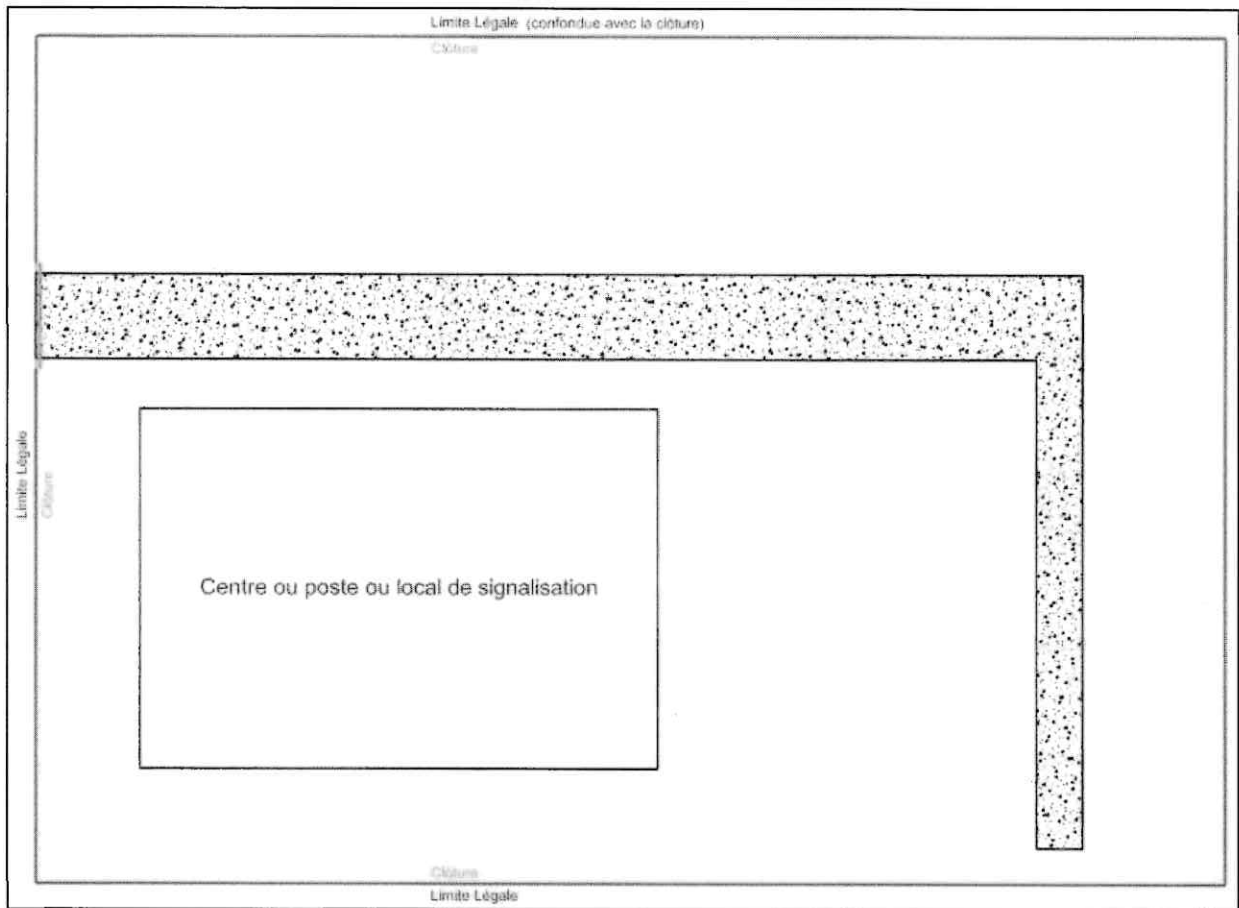 Limite Légale (confondue avec la clôture)
Clôture
Limite Légale
Clôture
Centre ou poste ou local de signalisation
Clôture
Limite Légale